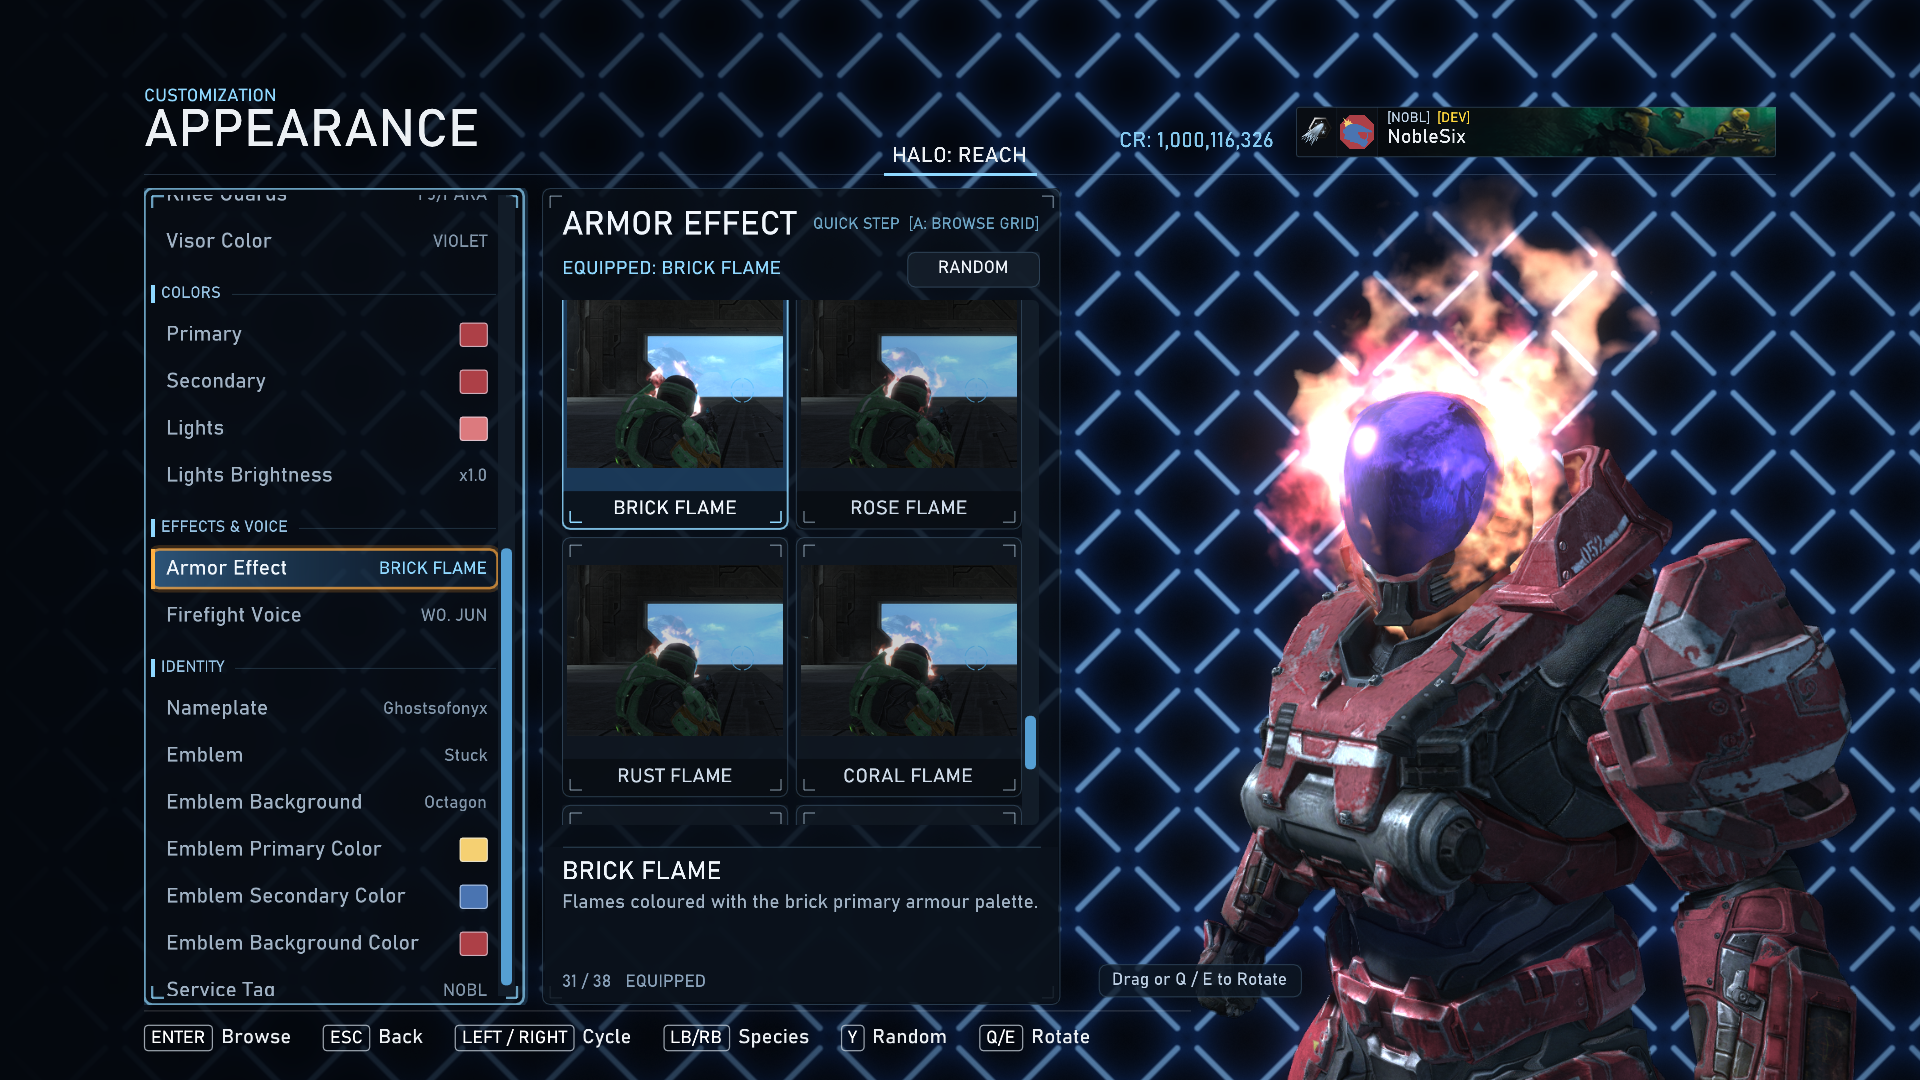 CUSTOMIZATION
APPEARANCE
HALO: REACH
CR: 1,000,116,326
[NOBL] [DEV]
NobleSix
Knee Guards FJ/PARA
Visor Color VIOLET
COLORS
Primary
Secondary
Lights
Lights Brightness x1.0
EFFECTS & VOICE
Armor Effect BRICK FLAME
Firefight Voice WO. JUN
IDENTITY
Nameplate Ghostsofonyx
Emblem Stuck
Emblem Background Octagon
Emblem Primary Color
Emblem Secondary Color
Emblem Background Color
Service Tag NOBL
ARMOR EFFECT QUICK STEP [A: BROWSE GRID]
EQUIPPED: BRICK FLAME RANDOM
BRICK FLAME ROSE FLAME
RUST FLAME CORAL FLAME
BRICK FLAME
Flames coloured with the brick primary armour palette.
31 / 38 EQUIPPED
052
Drag or Q / E to Rotate
ENTER Browse ESC Back LEFT / RIGHT Cycle LB/RB Species Y Random Q/E Rotate